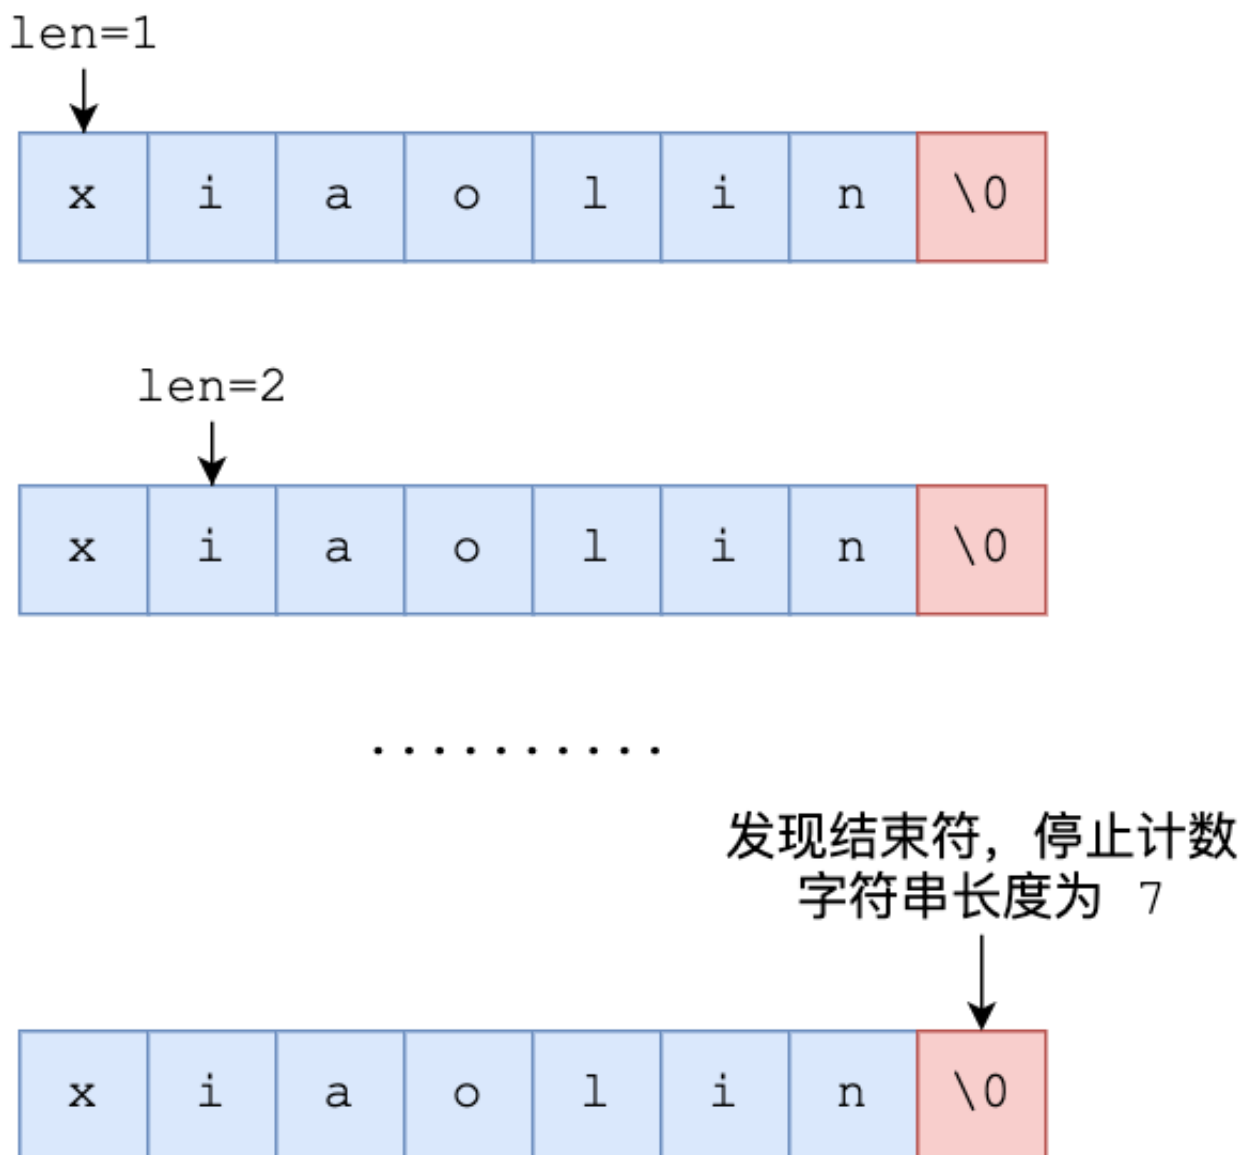 len=1
x i a o l i n \0
len=2
x i a o l i n \0
..........
发现结束符，停止计数
字符串长度为 7
x i a o l i n \0